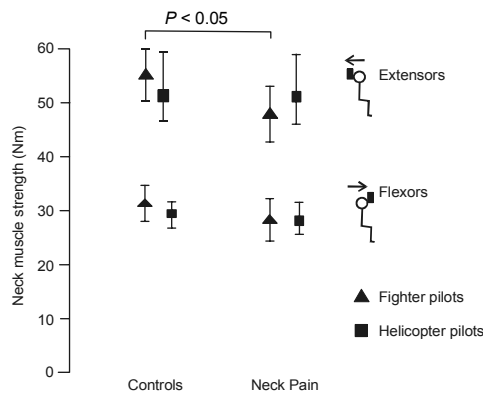 P < 0.05
60
50
40
30
20
10
0
Neck muscle strength (Nm)
Extensors
Flexors
Fighter pilots
Helicopter pilots
Controls
Neck Pain